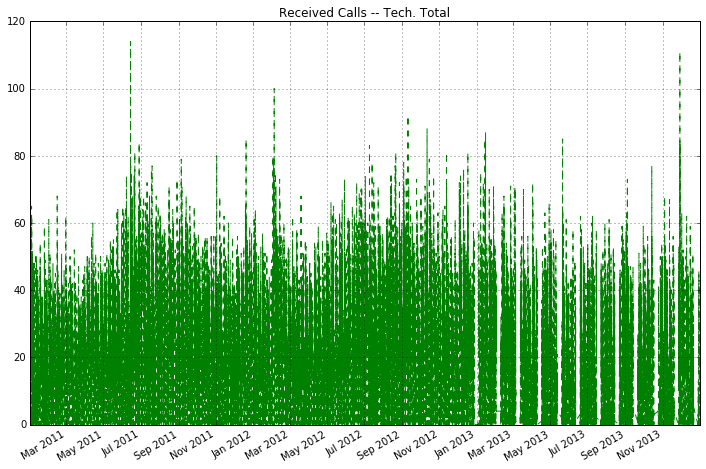 Received Calls -- Tech. Total
120
100
80
60
40
20
0
Mar 2011
May 2011
Jul 2011
Sep 2011
Nov 2011
Jan 2012
Mar 2012
May 2012
Jul 2012
Sep 2012
Nov 2012
Jan 2013
Mar 2013
May 2013
Jul 2013
Sep 2013
Nov 2013